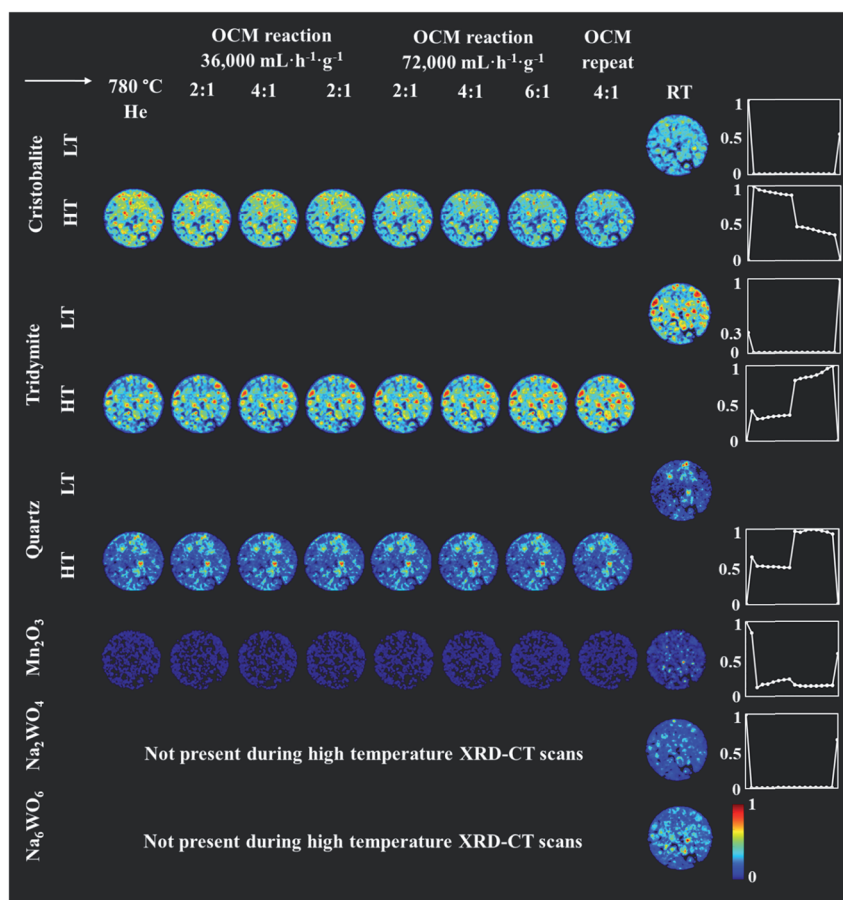 OCM reaction
36,000 mL·h⁻¹·g⁻¹
OCM reaction
72,000 mL·h⁻¹·g⁻¹
OCM
repeat
780 °C
He
2:1
4:1
2:1
2:1
4:1
6:1
4:1
RT
Cristobalite
LT
HT
1
0.5
0
1
0.5
0
Tridymite
LT
HT
1
0.3
0
1
0.5
0
Quartz
LT
HT
1
0.5
0
Mn₂O₃
1
0.5
0
Na₂WO₄
Not present during high temperature XRD-CT scans
1
0.5
0
Na₆WO₆
Not present during high temperature XRD-CT scans
1
0